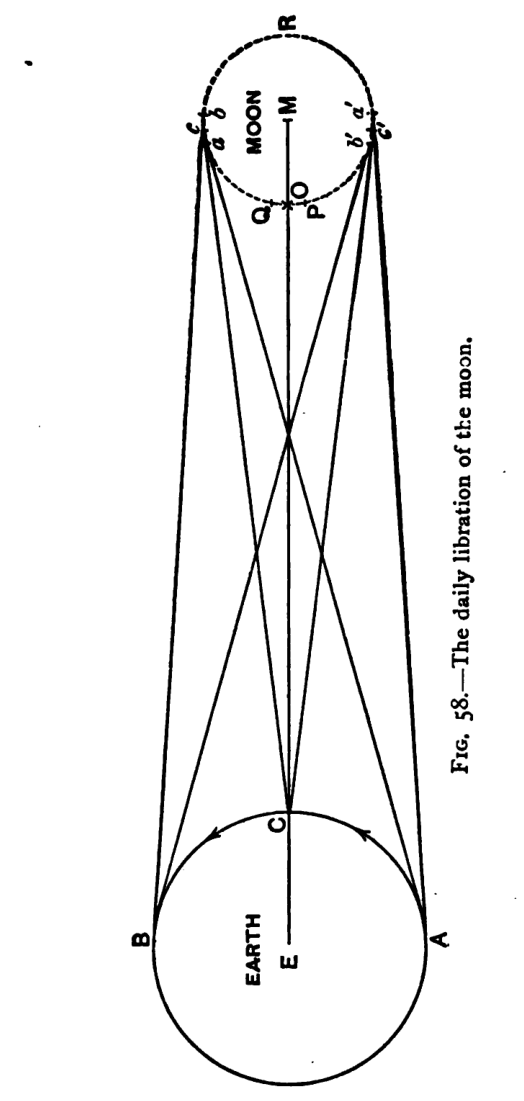 B
A
EARTH
E
C
Q
O
P
MOON
M
R
c
a
b
b′
a′
c′
FIG. 58.—The daily libration of the moon.